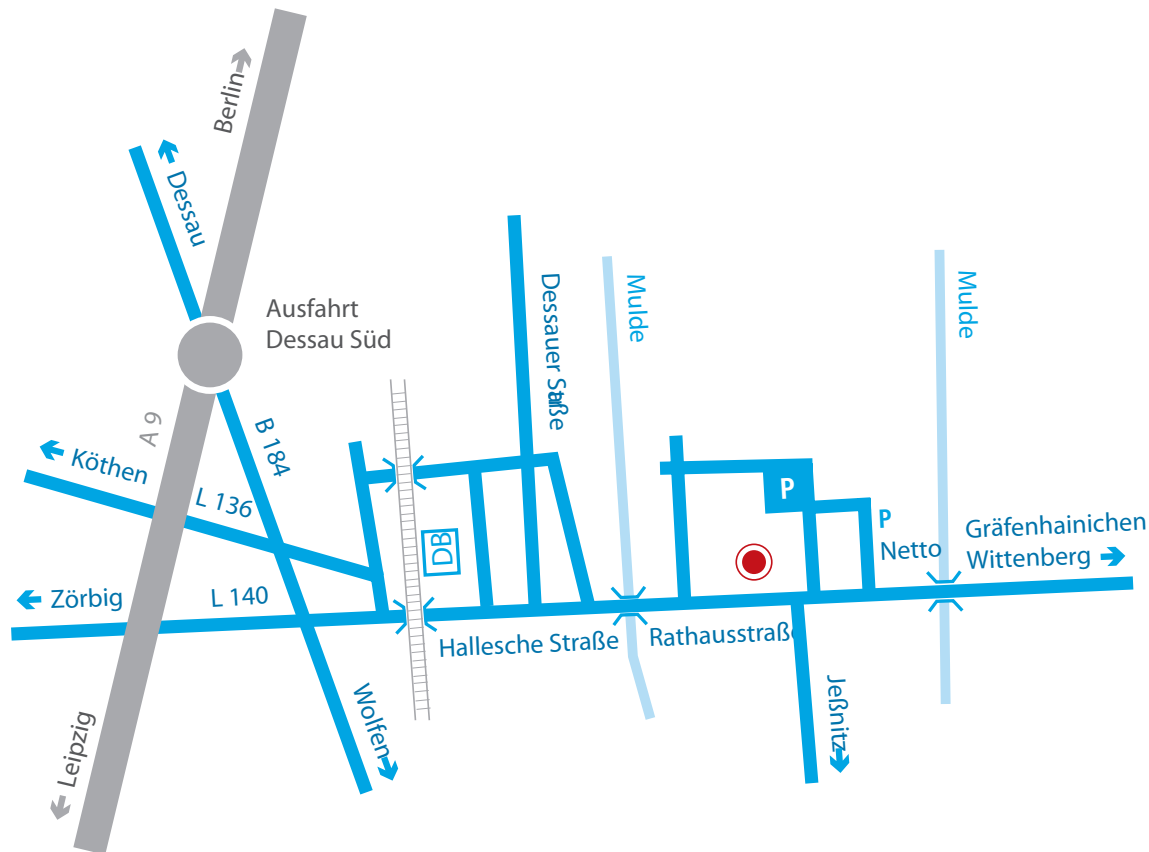 Berlin
Dessau
Ausfahrt
Dessau Süd
A 9
B 184
Köthen
L 136
Dessauer Straße
Mulde
Mulde
DB
P
P
Netto
Gräfenhainichen
Wittenberg
Zörbig
L 140
Hallesche Straße
Rathausstraße
Wolfen
Jeßnitz
Leipzig